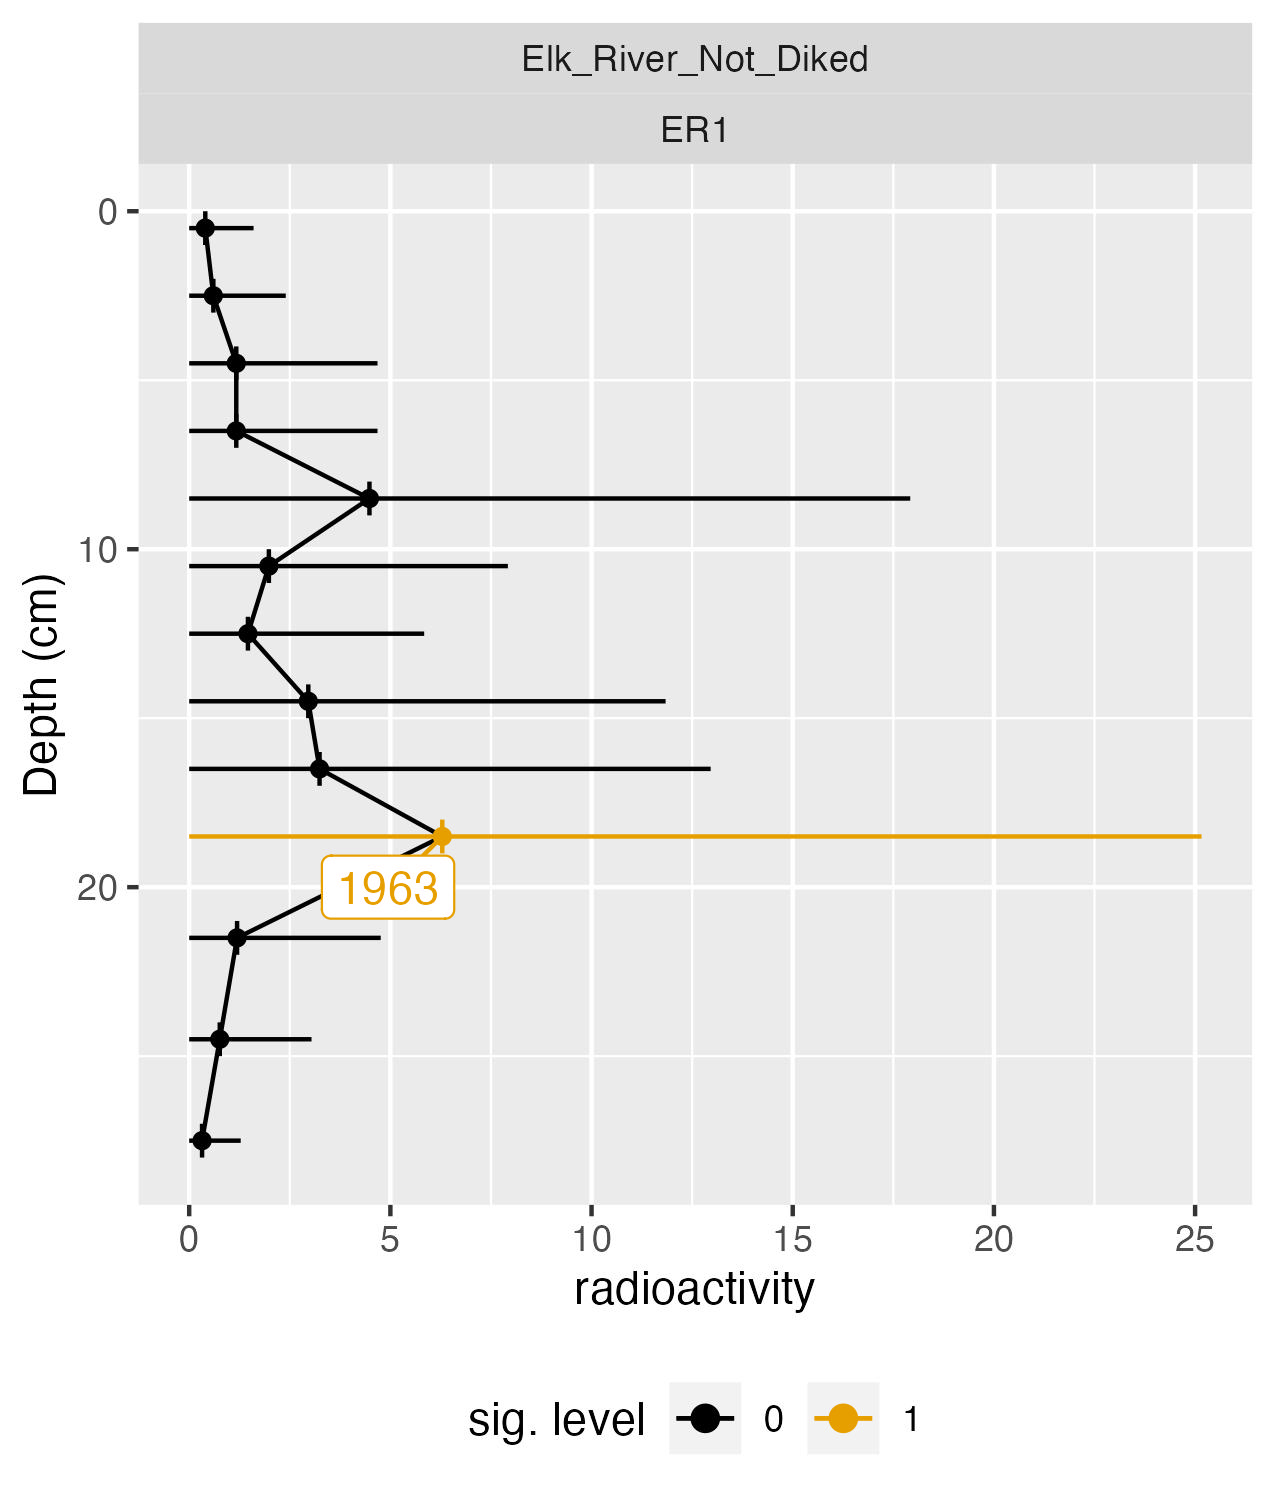 Elk_River_Not_Diked
ER1
0
10
20
Depth (cm)
1963
0 5 10 15 20 25
radioactivity
sig. level 0 1